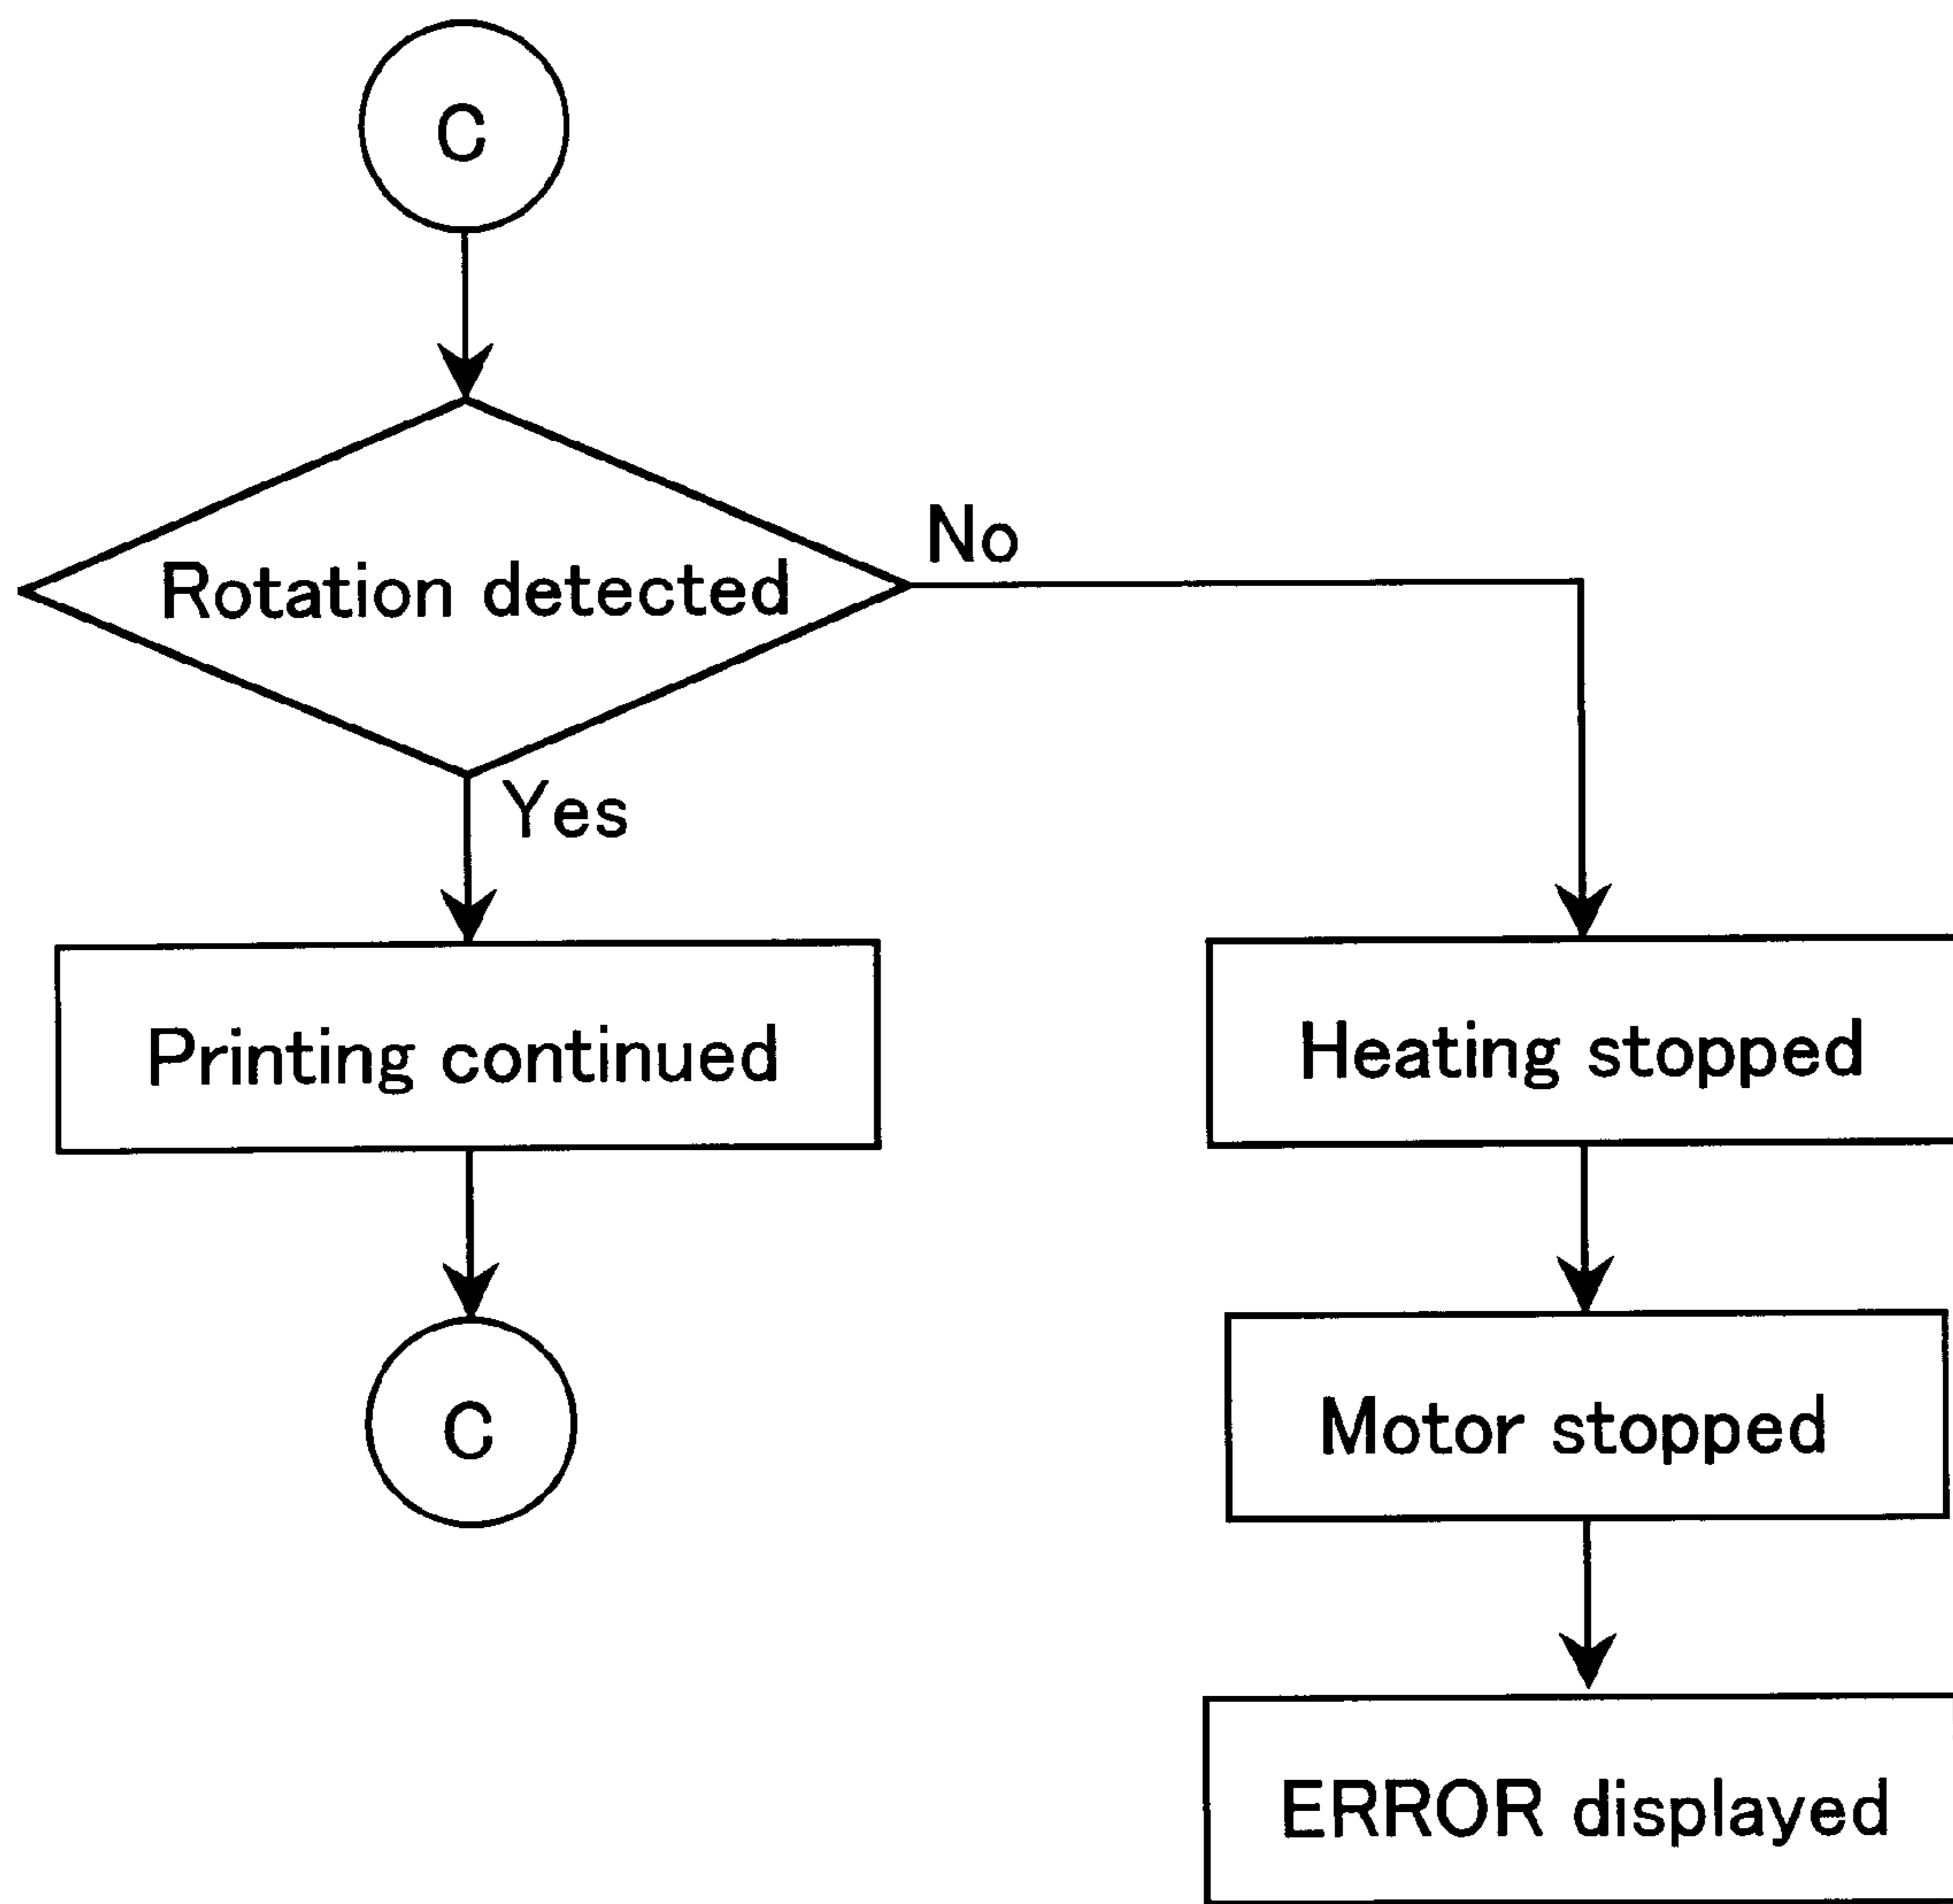 C
Rotation detected
No
Yes
Printing continued
Heating stopped
C
Motor stopped
ERROR displayed